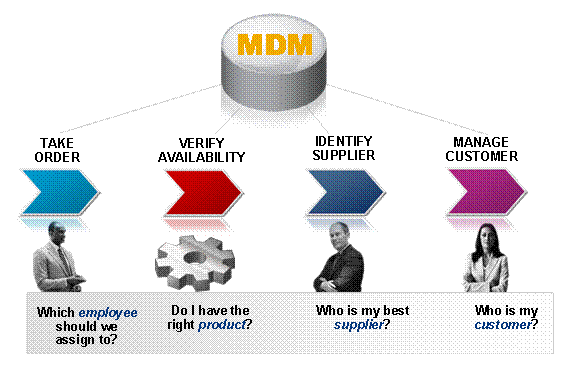 MDM
TAKE
ORDER
VERIFY
AVAILABILITY
IDENTIFY
SUPPLIER
MANAGE
CUSTOMER
Which employee
should we
assign to?
Do I have the
right product?
Who is my best
supplier?
Who is my
customer?